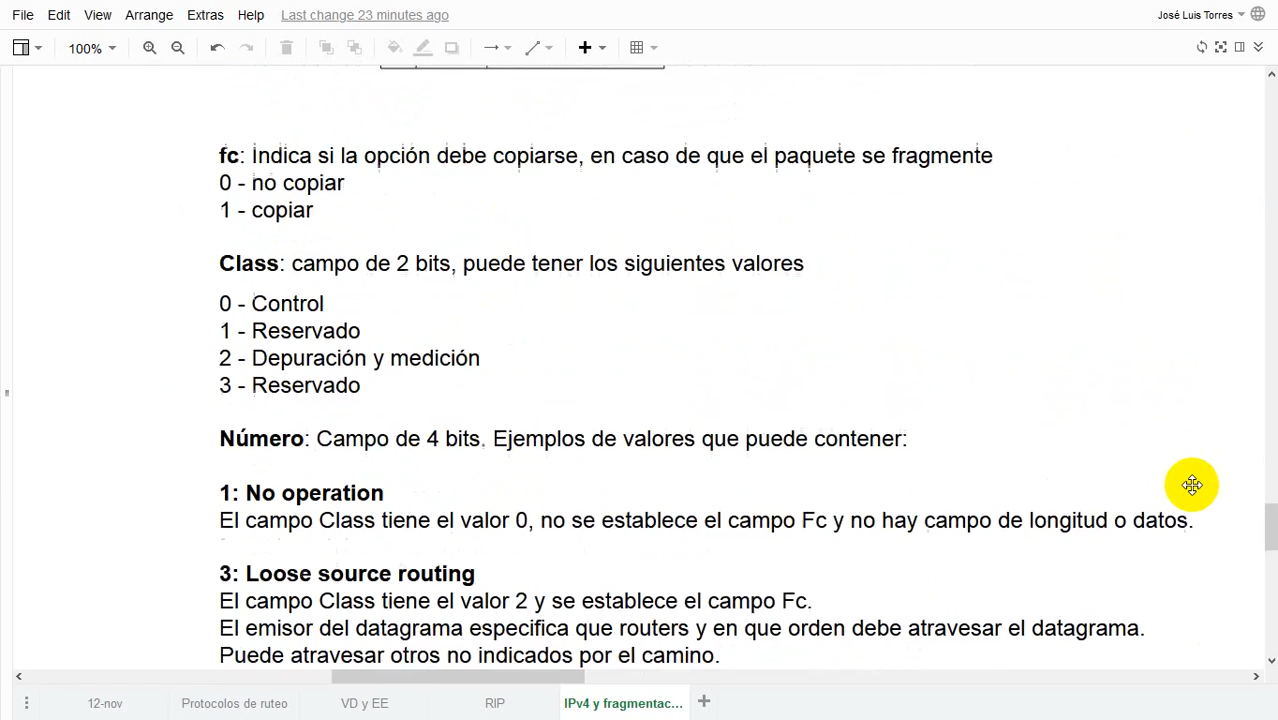 File Edit View Arrange Extras Help Last change 23 minutes ago José Luis Torres
100%
fc: Indica si la opción debe copiarse, en caso de que el paquete se fragmente
0 - no copiar
1 - copiar
Class: campo de 2 bits, puede tener los siguientes valores
0 - Control
1 - Reservado
2 - Depuración y medición
3 - Reservado
Número: Campo de 4 bits. Ejemplos de valores que puede contener:
1: No operation
El campo Class tiene el valor 0, no se establece el campo Fc y no hay campo de longitud o datos.
3: Loose source routing
El campo Class tiene el valor 2 y se establece el campo Fc.
El emisor del datagrama especifica que routers y en que orden debe atravesar el datagrama.
Puede atravesar otros no indicados por el camino.
12-nov Protocolos de ruteo VD y EE RIP IPv4 y fragmentac...